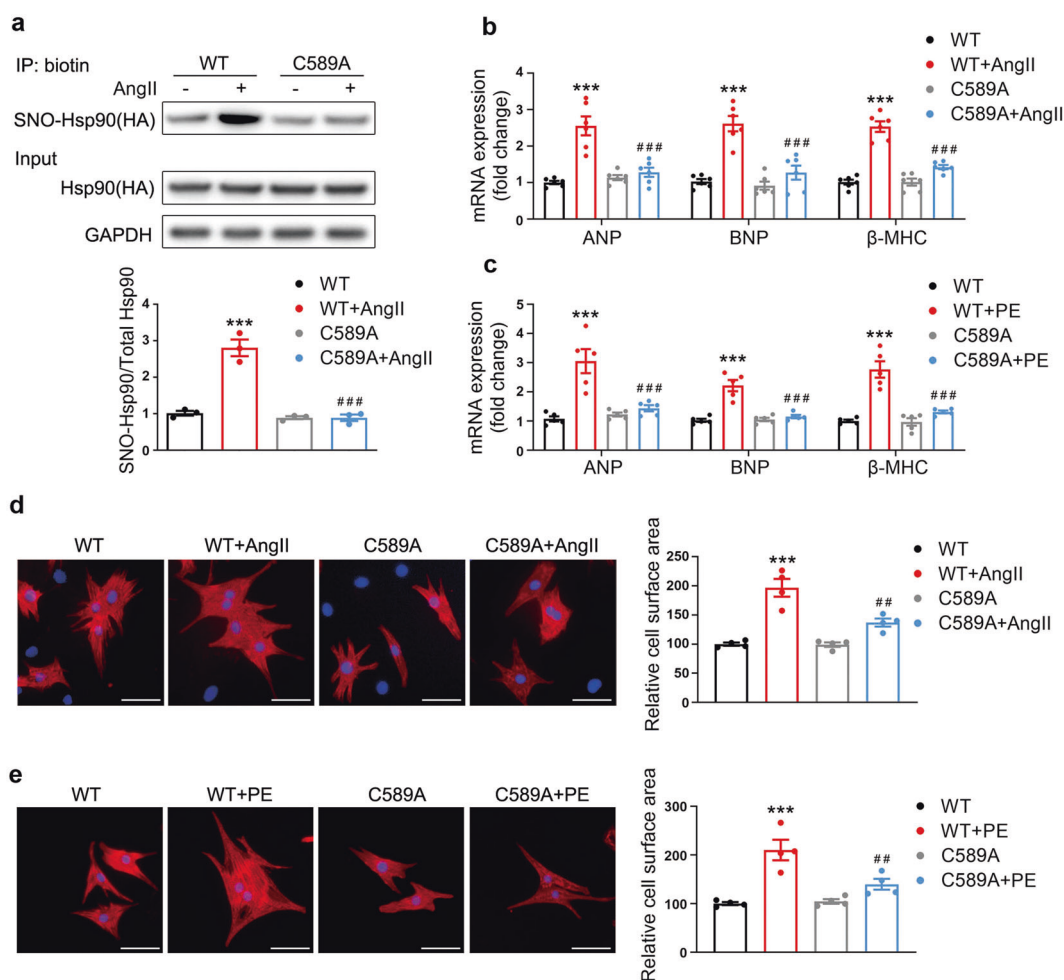 a
IP: biotin
WT
C589A
AngII
-
+
-
+
SNO-Hsp90(HA)
Input
Hsp90(HA)
GAPDH
SNO-Hsp90/Total Hsp90
4
3
2
1
0
***
###
WT
WT+AngII
C589A
C589A+AngII
b
mRNA expression
(fold change)
4
3
2
1
0
***
###
***
###
***
###
ANP
BNP
β-MHC
WT
WT+AngII
C589A
C589A+AngII
c
mRNA expression
(fold change)
5
4
3
2
1
0
***
###
***
###
***
###
ANP
BNP
β-MHC
WT
WT+PE
C589A
C589A+PE
d
WT
WT+AngII
C589A
C589A+AngII
Relative cell surface area
250
200
150
100
50
0
***
##
WT
WT+AngII
C589A
C589A+AngII
e
WT
WT+PE
C589A
C589A+PE
Relative cell surface area
300
200
100
0
***
##
WT
WT+PE
C589A
C589A+PE